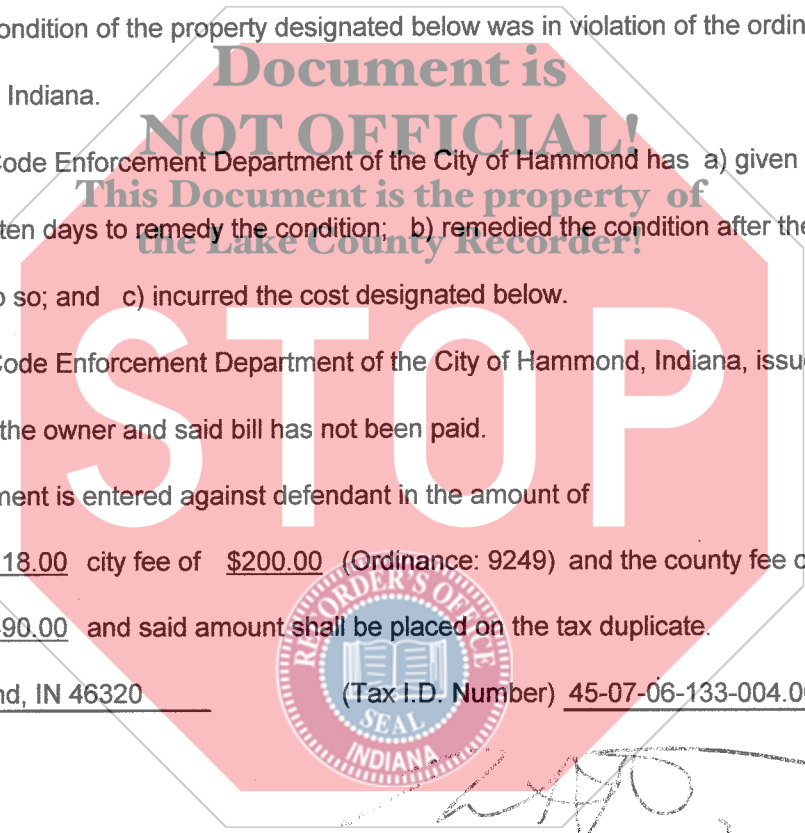 ondition of the property designated below was in violation of the ordin
Document is
Indiana.
NOT OFFICIAL!
Code Enforcement Department of the City of Hammond has a) given
This Document is the property of
ten days to remedy the condition; b) remedied the condition after the
the Lake County Recorder!
so; and c) incurred the cost designated below.
Code Enforcement Department of the City of Hammond, Indiana, issu
the owner and said bill has not been paid.
STOP
ment is entered against defendant in the amount of
18.00 city fee of $200.00 (Ordinance: 9249) and the county fee o
90.00 and said amount shall be placed on the tax duplicate.
RECORDER'S OFFICE
nd, IN 46320 (Tax I.D. Number) 45-07-06-133-004.00
SEAL
INDIANA